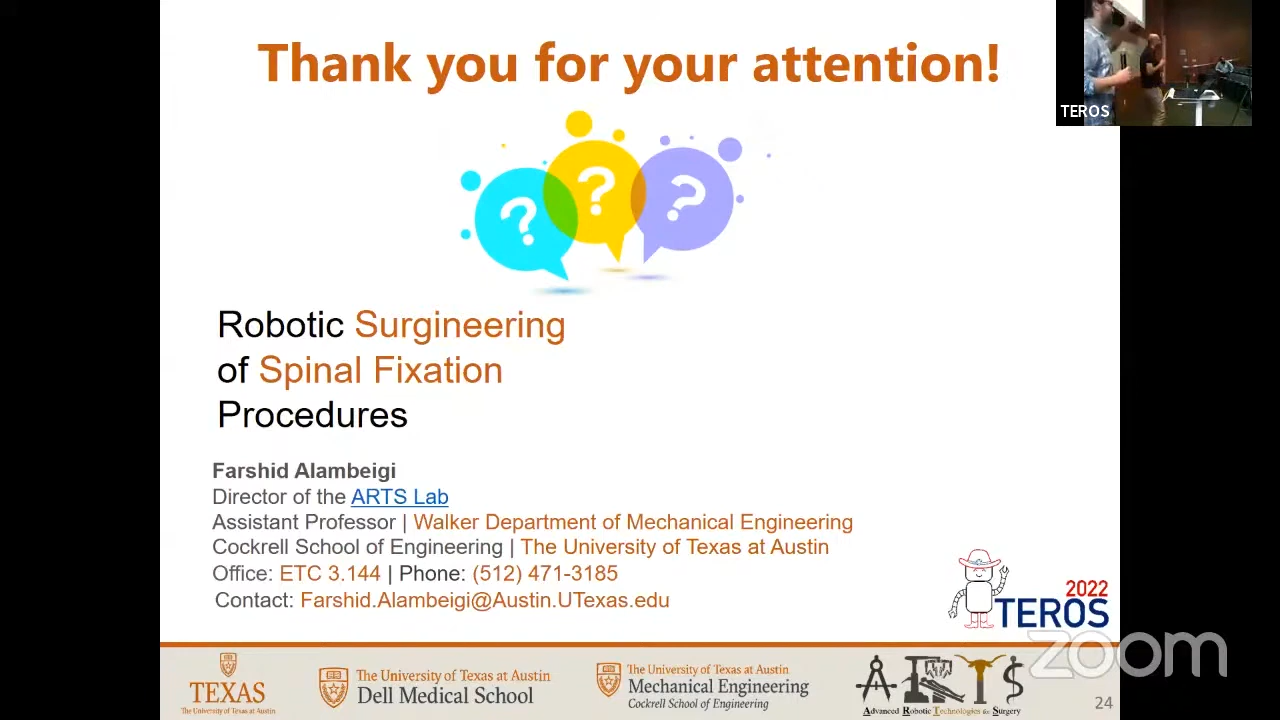 Thank you for your attention!
TEROS
? ? ?
Robotic Surgineering
of Spinal Fixation
Procedures
Farshid Alambeigi
Director of the ARTS Lab
Assistant Professor | Walker Department of Mechanical Engineering
Cockrell School of Engineering | The University of Texas at Austin
Office: ETC 3.144 | Phone: (512) 471-3185
Contact: Farshid.Alambeigi@Austin.UTexas.edu
2022
TEROS
zoom
TEXAS
The University of Texas at Austin
The University of Texas at Austin
Dell Medical School
The University of Texas at Austin
Mechanical Engineering
Cockrell School of Engineering
ARTS
Advanced Robotic Technologies for Surgery
24